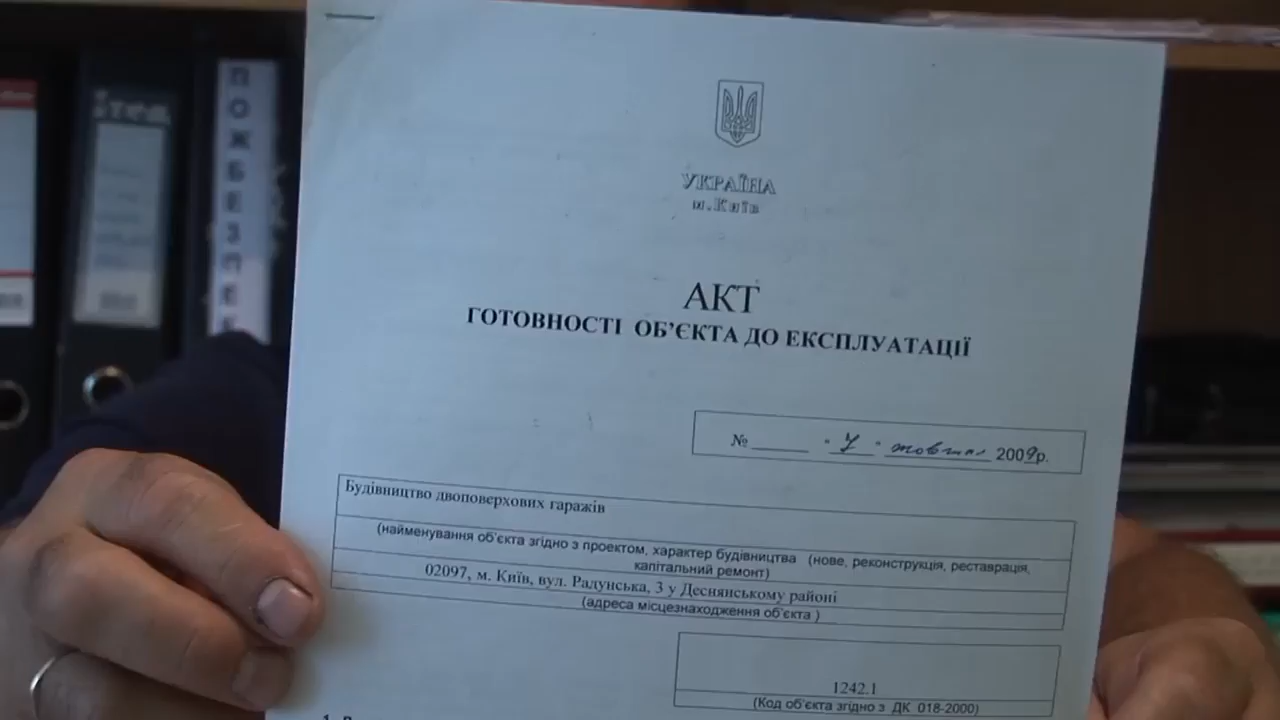 ПОЖБЕЗПЕ
УКРАЇНА
м.Київ
АКТ
ГОТОВНОСТІ ОБ’ЄКТА ДО ЕКСПЛУАТАЦІЇ
№ ______ "7" жовтня 2009р.
Будівництво двоповерхових гаражів
(найменування об’єкта згідно з проектом, характер будівництва (нове, реконструкція, реставрація,
капітальний ремонт)
02097, м. Київ, вул. Радунська, 3 у Деснянському районі
(адреса місцезнаходження об’єкта )
1242.1
(Код об’єкта згідно з ДК 018-2000)